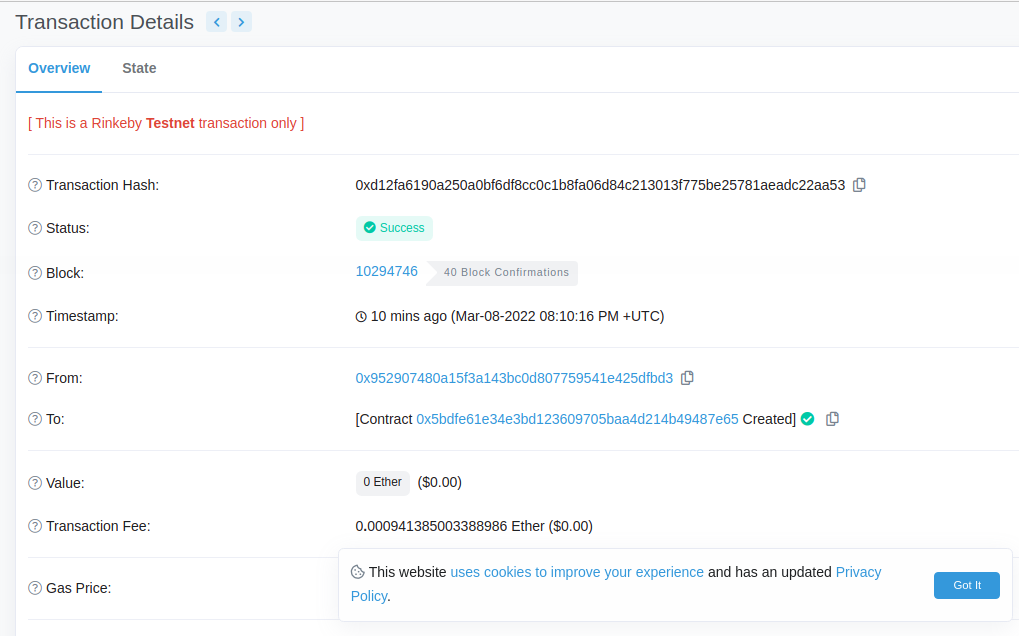 Transaction Details
Overview State
[ This is a Rinkeby Testnet transaction only ]
Transaction Hash: 0xd12fa6190a250a0bf6df8cc0c1b8fa06d84c213013f775be25781aeadc22aa53
Status: Success
Block: 10294746 40 Block Confirmations
Timestamp: 10 mins ago (Mar-08-2022 08:10:16 PM +UTC)
From: 0x952907480a15f3a143bc0d807759541e425dfbd3
To: [Contract 0x5bdfe61e34e3bd123609705baa4d214b49487e65 Created]
Value: 0 Ether ($0.00)
Transaction Fee: 0.000941385003388986 Ether ($0.00)
Gas Price:
This website uses cookies to improve your experience and has an updated Privacy
Policy.
Got It